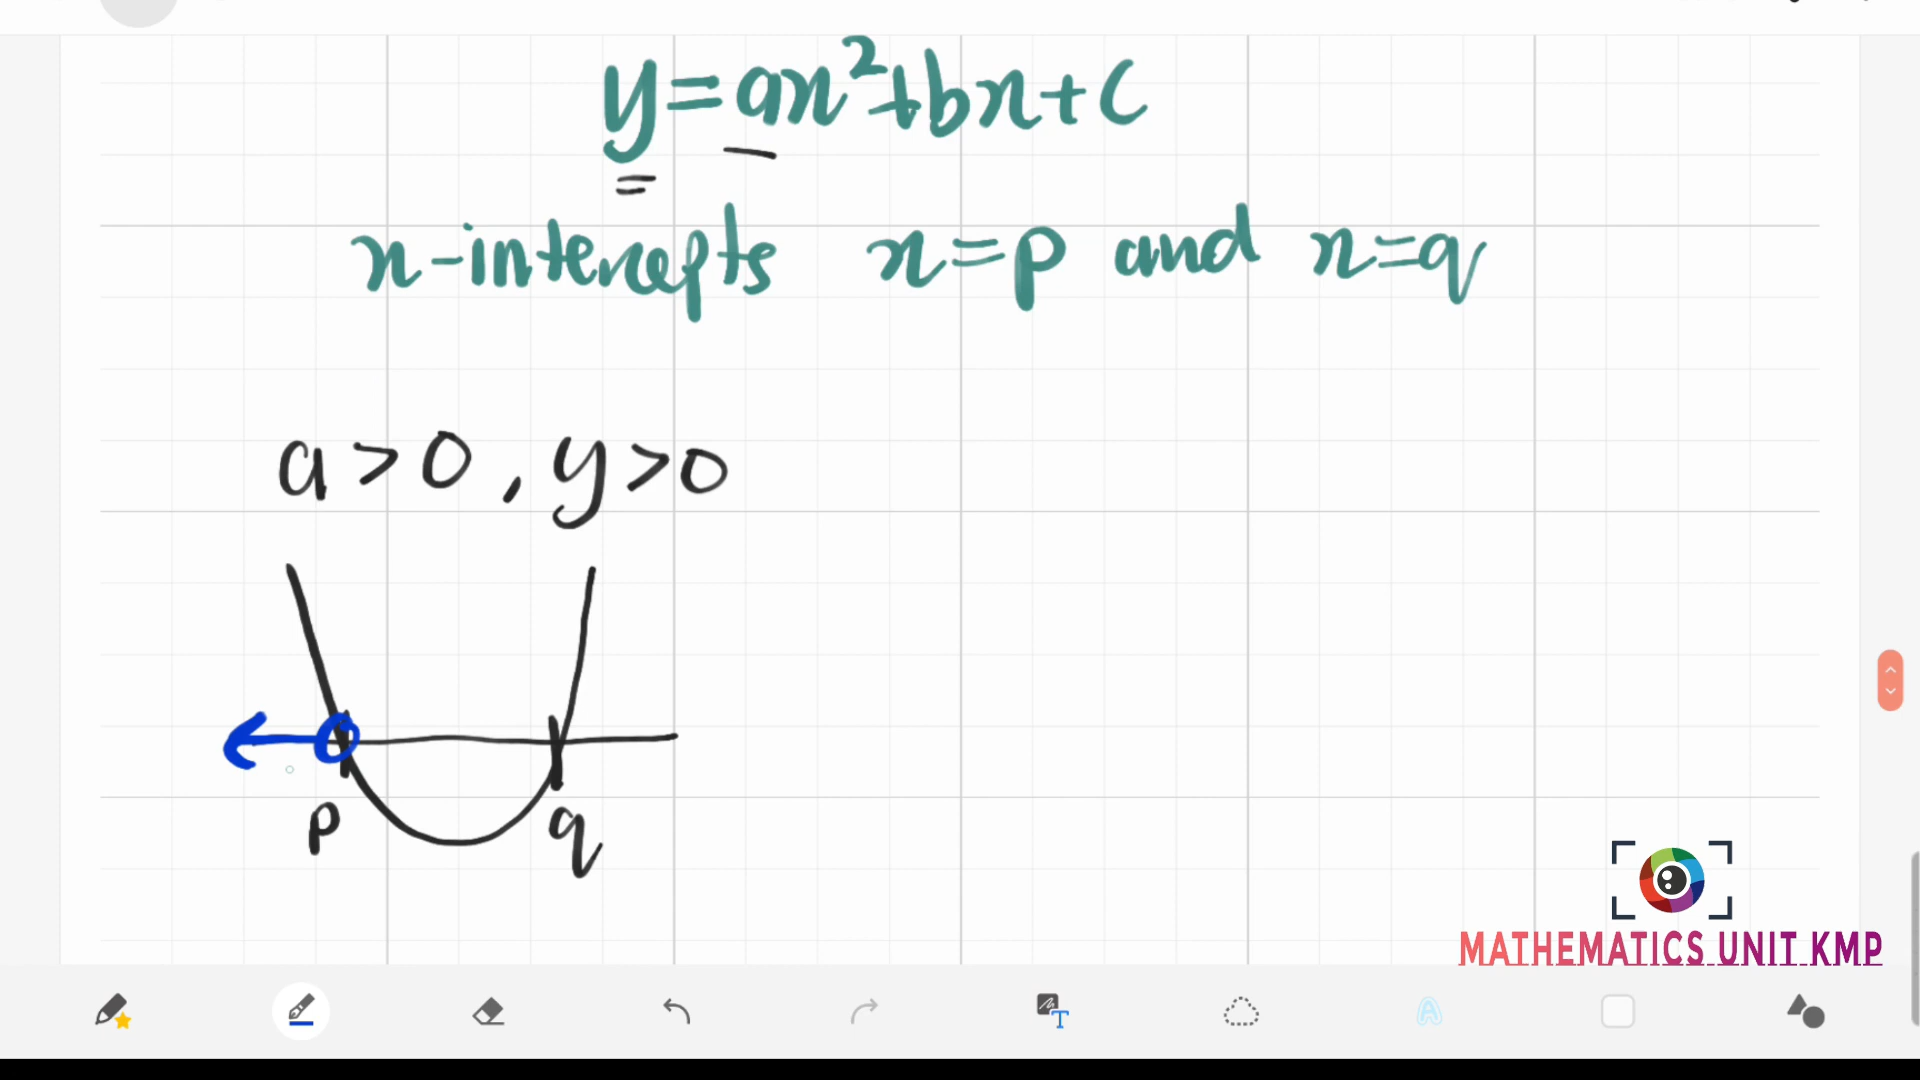 y=ax²+bx+c
x-intercepts x=p and x=q
a>0, y>0
p q
MATHEMATICS UNIT KMP